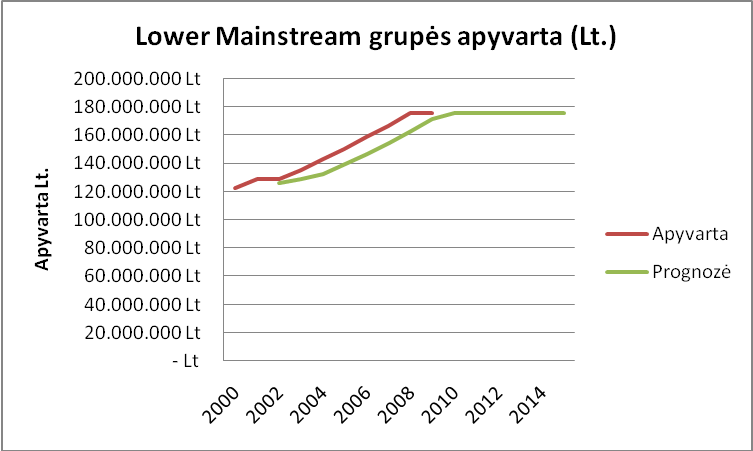 Lower Mainstream grupės apyvarta (Lt.)
200.000.000 Lt
180.000.000 Lt
160.000.000 Lt
140.000.000 Lt
120.000.000 Lt
100.000.000 Lt
80.000.000 Lt
60.000.000 Lt
40.000.000 Lt
20.000.000 Lt
- Lt
Apyvarta Lt.
2000
2002
2004
2006
2008
2010
2012
2014
Apyvarta
Prognozė